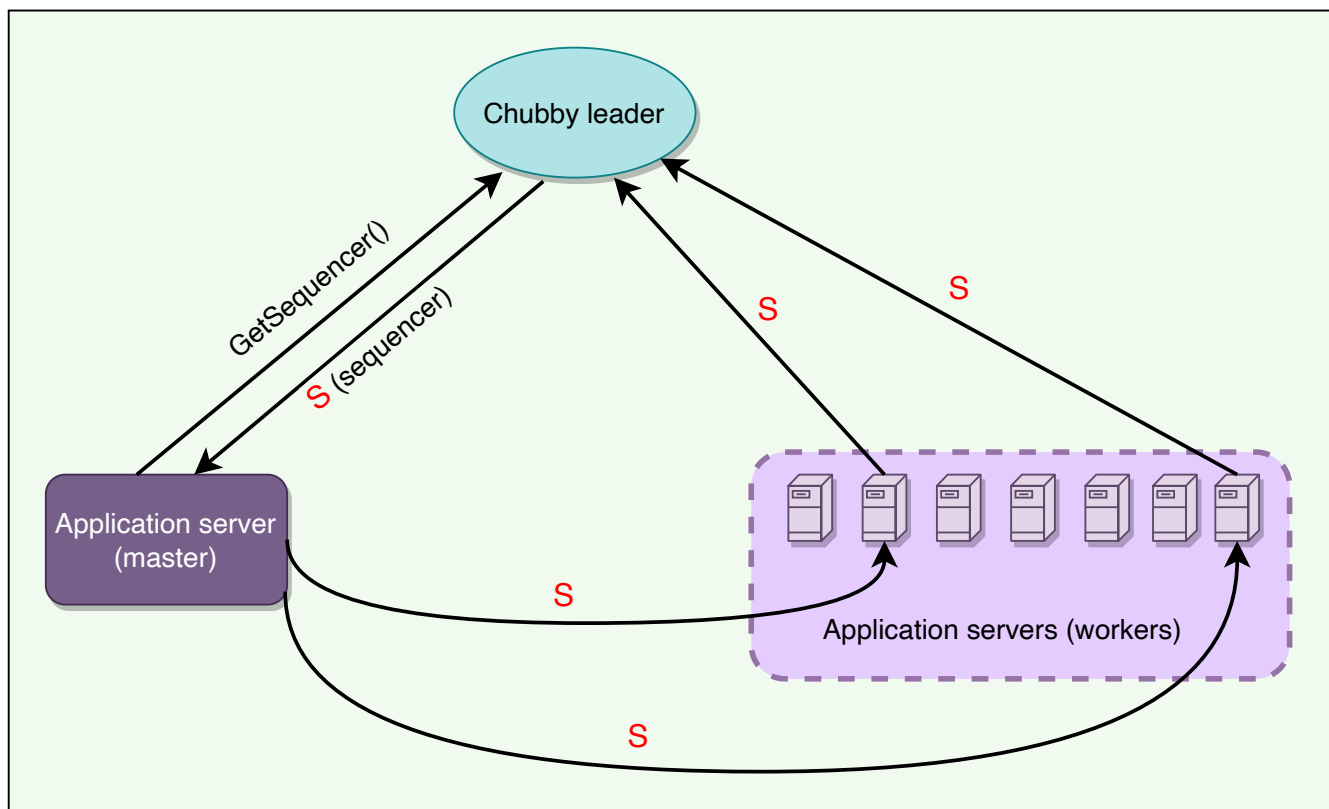 Chubby leader
GetSequencer()
S (sequencer)
S
S
Application server
(master)
S
Application servers (workers)
S